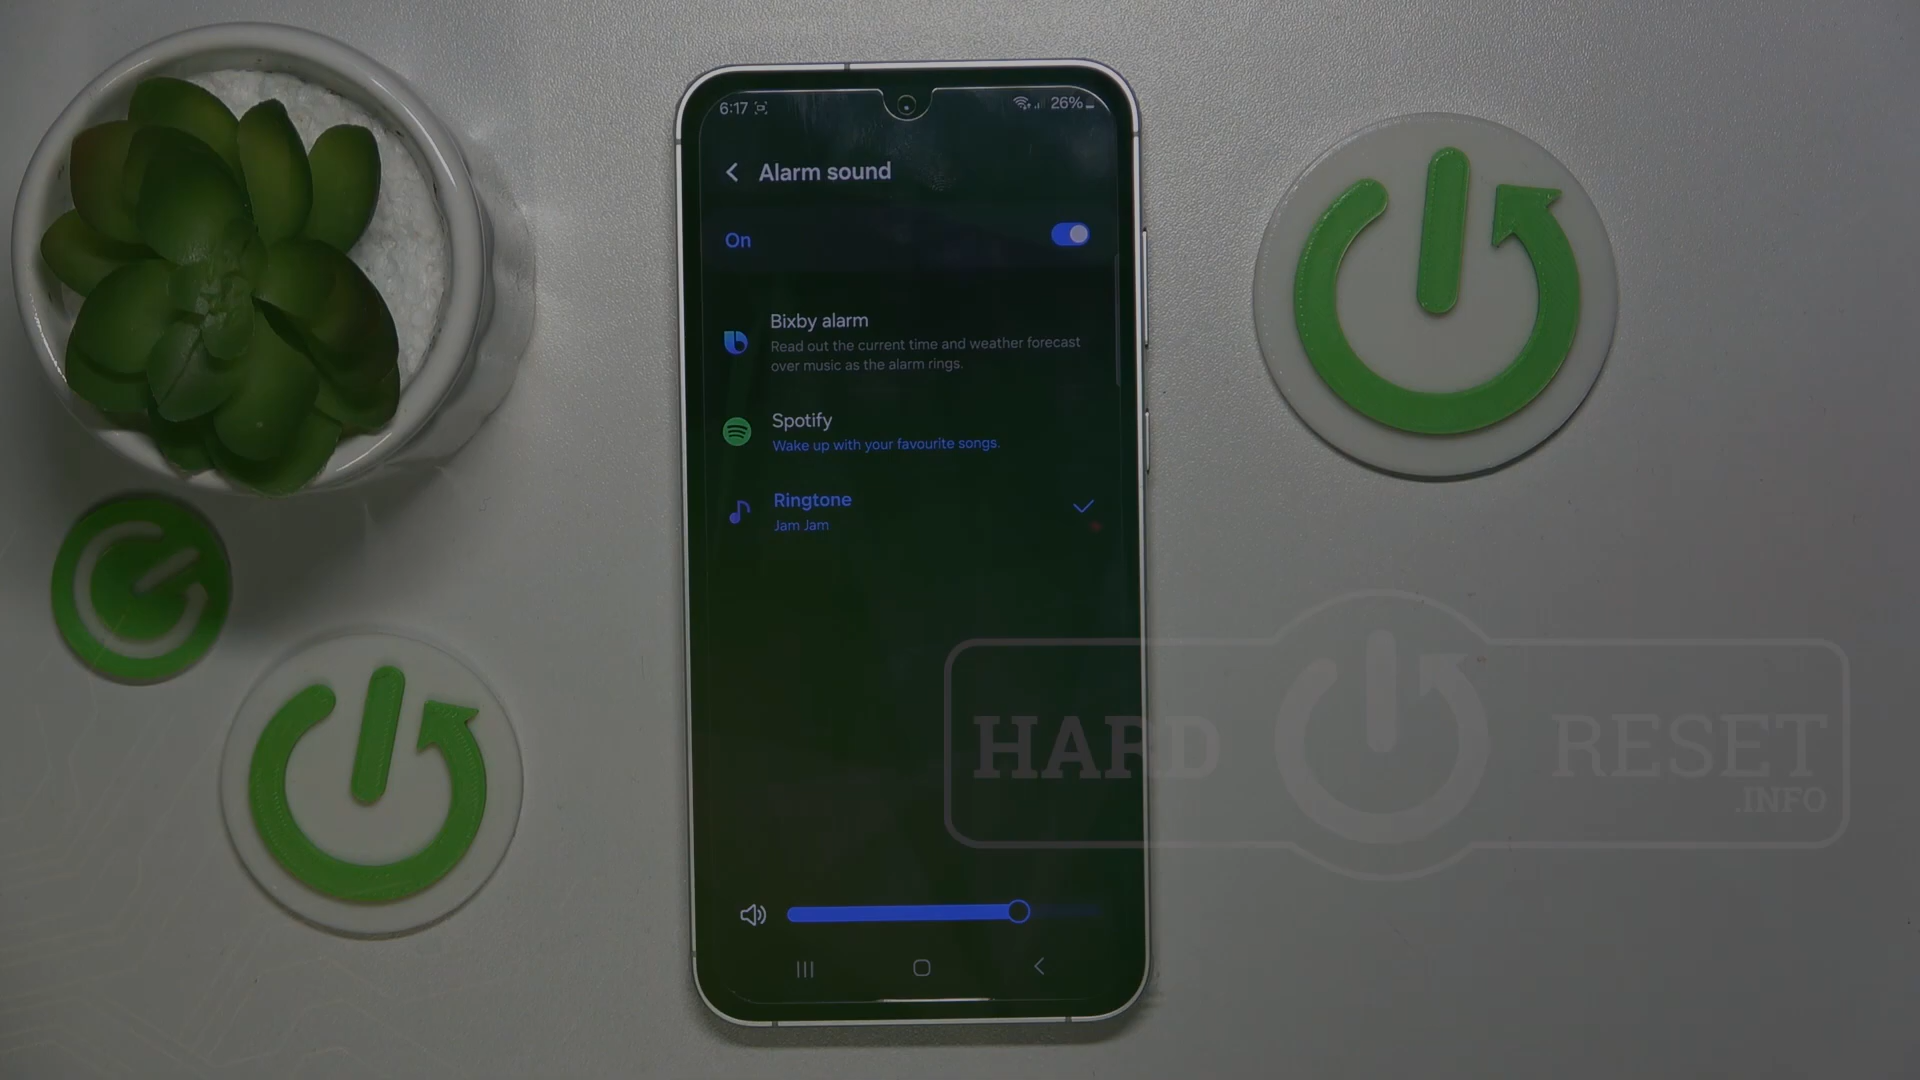 6:17
26%
Alarm sound
On
Bixby alarm
Read out the current time and weather forecast
over music as the alarm rings.
Spotify
Wake up with your favourite songs.
Ringtone
Jam Jam
HARD RESET
.INFO